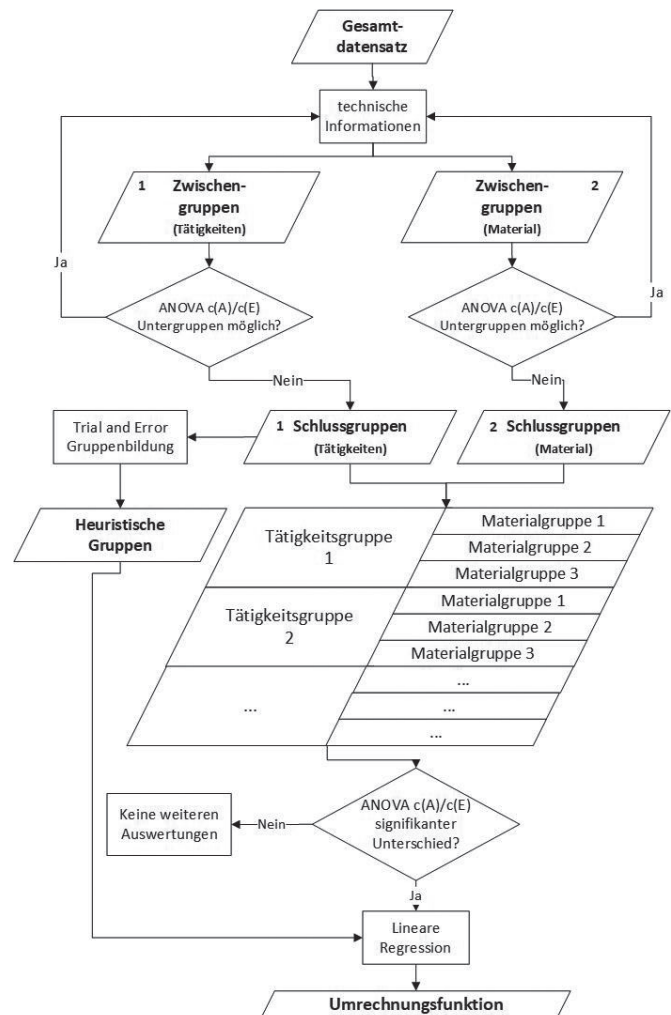 Gesamt-
datensatz
technische
Informationen
1 Zwischen-
gruppen
(Tätigkeiten)
Zwischen- 2
gruppen
(Material)
Ja
Ja
ANOVA c(A)/c(E)
Untergruppen möglich?
ANOVA c(A)/c(E)
Untergruppen möglich?
Nein
Nein
Trial and Error
Gruppenbildung
1 Schlussgruppen
(Tätigkeiten)
2 Schlussgruppen
(Material)
Heuristische
Gruppen
Tätigkeitsgruppe
1
Materialgruppe 1
Materialgruppe 2
Materialgruppe 3
Tätigkeitsgruppe
2
Materialgruppe 1
Materialgruppe 2
Materialgruppe 3
...
...
...
...
Keine weiteren
Auswertungen
Nein
ANOVA c(A)/c(E)
signifikanter
Unterschied?
Ja
Lineare
Regression
Umrechnungsfunktion